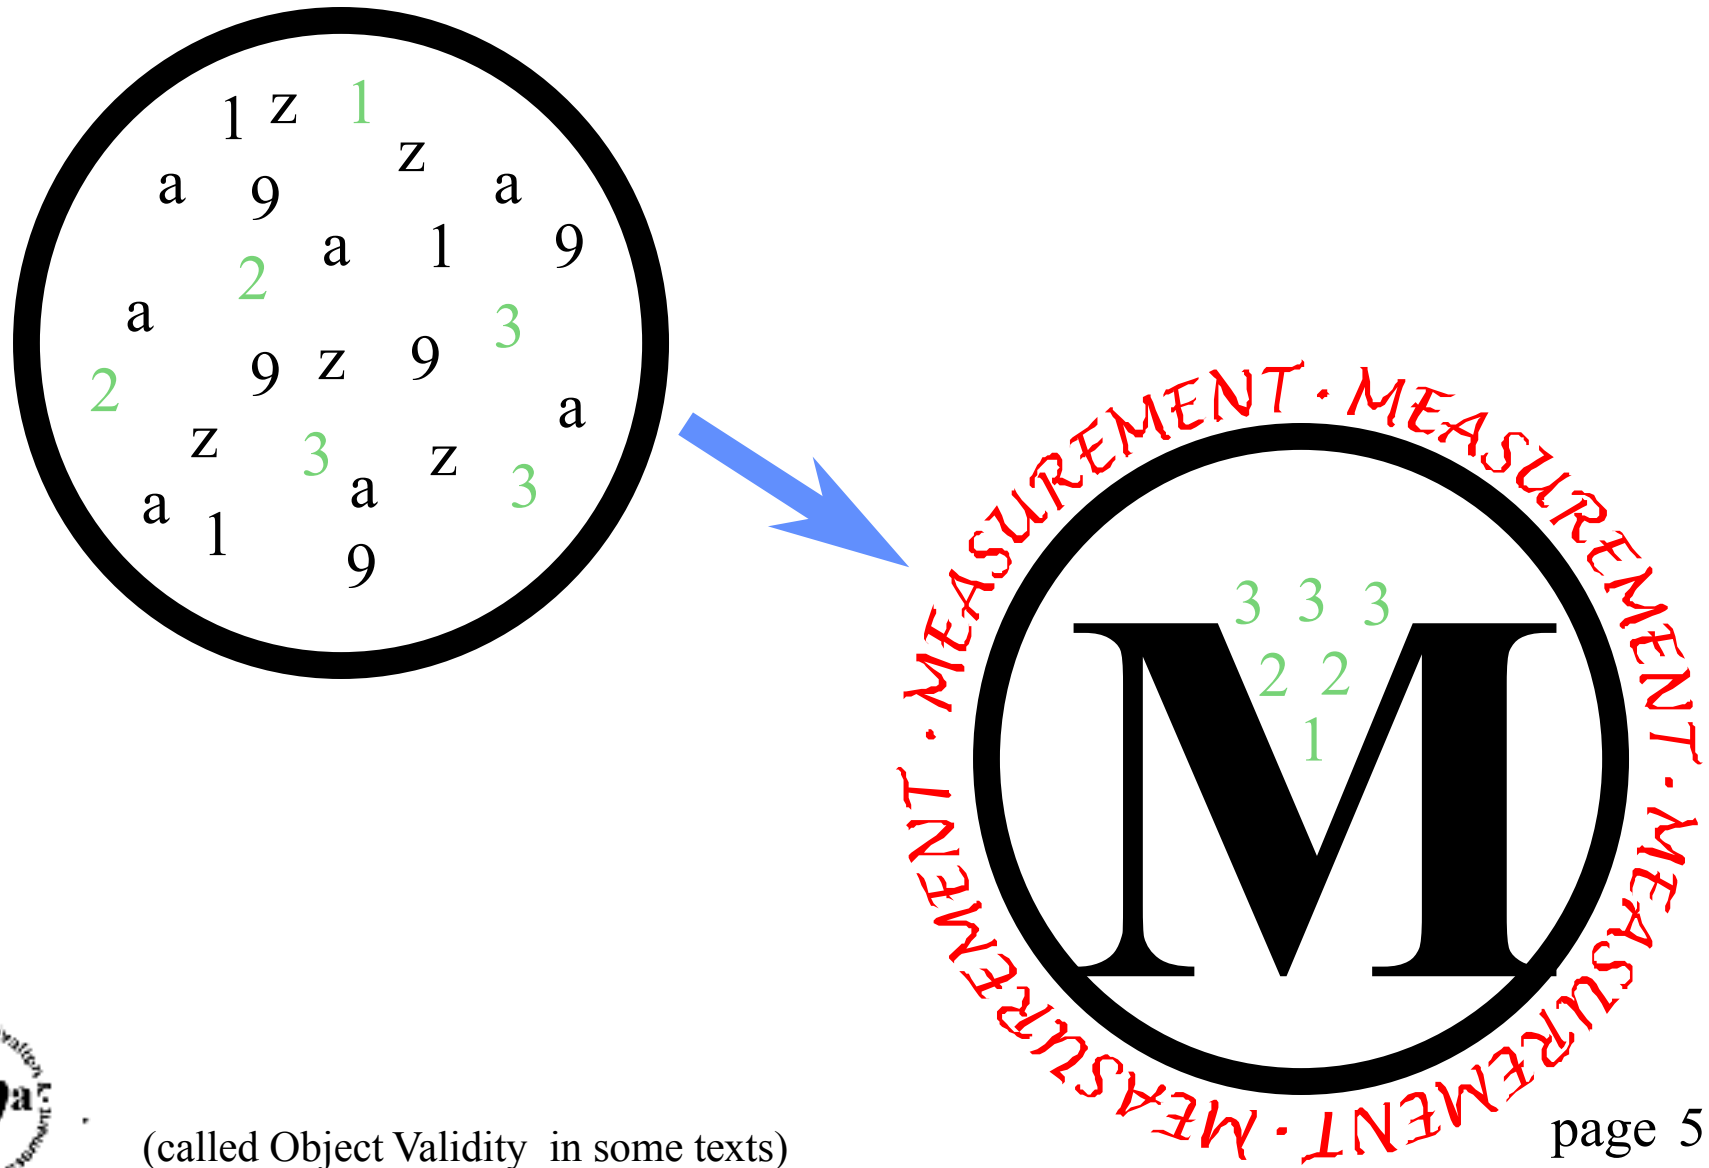 1 z 1
z
a 9 a
a 1 9
2
a 3
9 z 9
2 a
z 3 z
a a 3
1
9
MEASUREMENT · MEASUREMENT · MEASUREMENT · MEASUREMENT · MEASUREMENT ·
3 3 3
2 2
1
M
a
(called Object Validity in some texts)
page 5